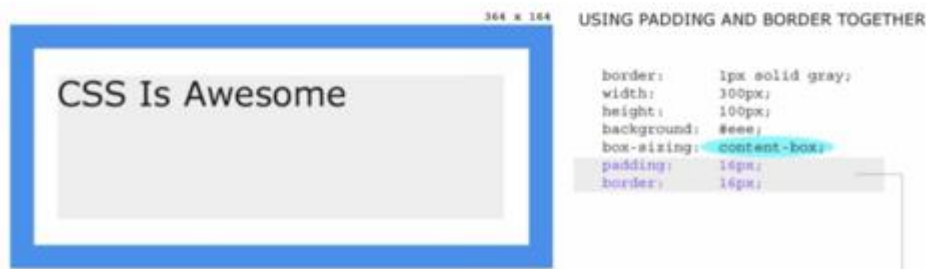 364 x 164
USING PADDING AND BORDER TOGETHER
CSS Is Awesome
border: 1px solid gray;
width: 300px;
height: 100px;
background: #eee;
box-sizing: content-box;
padding: 16px;
border: 16px;